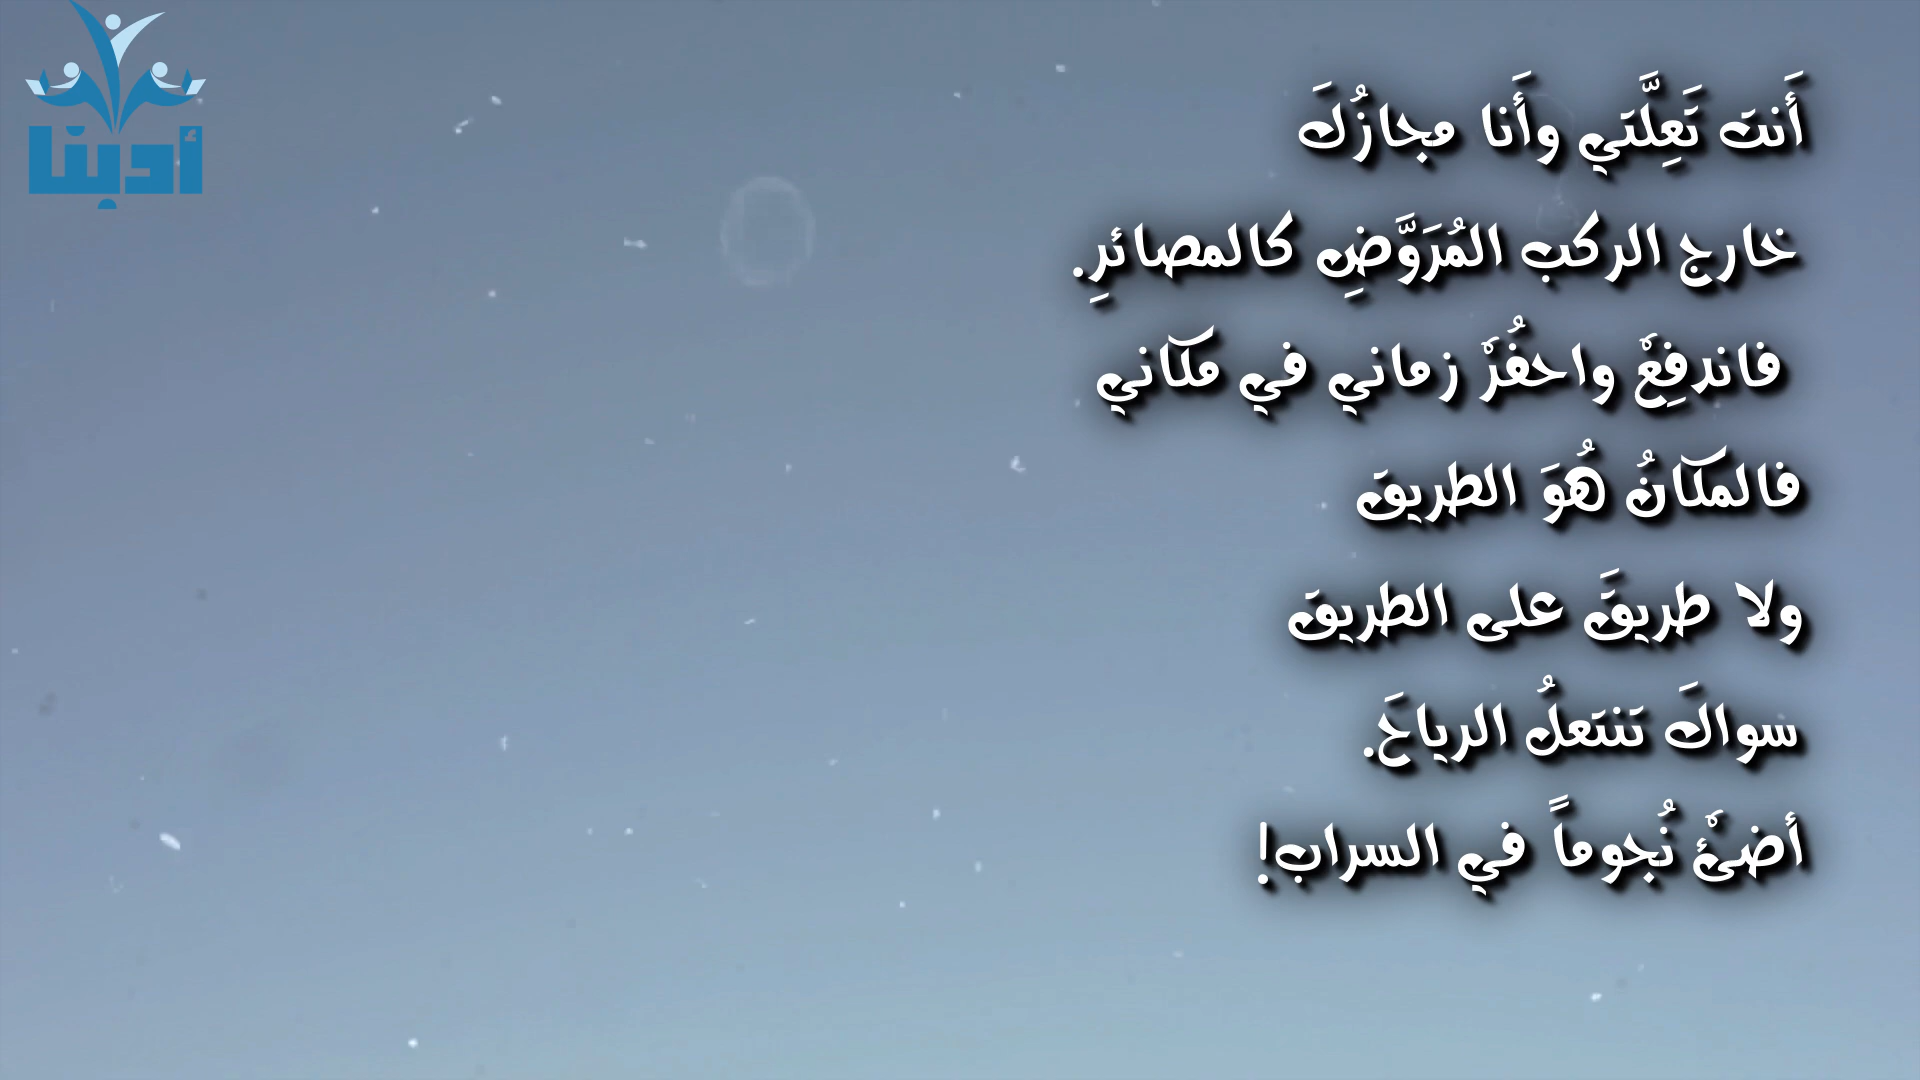 أدبنا
أَنتَ تَعِلَّتي وأَنا مجازُكَ
خارج الركب المُرَوَّضِ كالمصائرِ.
فاندفِعْ واحفُرْ زماني في مكاني
فالمكانُ هُوَ الطريق
ولا طريقَ على الطريق
سواكَ تنتعلُ الرياحَ.
أضئْ نُجوماً في السراب!